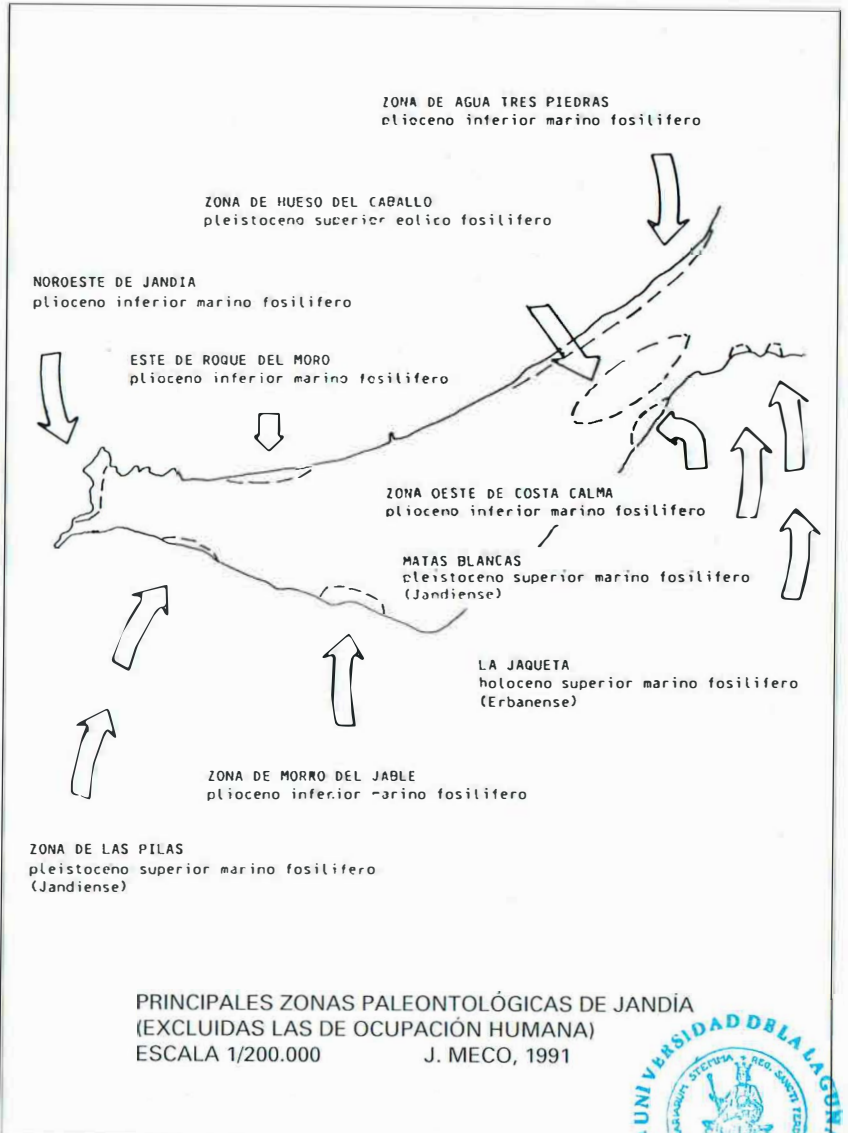 ZONA DE AGUA TRES PIEDRAS
plioceno inferior marino fosilifero
ZONA DE HUESO DEL CABALLO
pleistoceno superior eolico fosilifero
NOROESTE DE JANDIA
plioceno inferior marino fosilifero
ESTE DE ROQUE DEL MORO
plioceno inferior marino fosilifero
ZONA OESTE DE COSTA CALMA
plioceno inferior marino fosilifero
MATAS BLANCAS
pleistoceno superior marino fosilifero
(Jandiense)
LA JAQUETA
holoceno superior marino fosilifero
(Erbanense)
ZONA DE MORRO DEL JABLE
plioceno inferior marino fosilifero
ZONA DE LAS PILAS
pleistoceno superior marino fosilifero
(Jandiense)
PRINCIPALES ZONAS PALEONTOLÓGICAS DE JANDÍA
(EXCLUIDAS LAS DE OCUPACIÓN HUMANA)
ESCALA 1/200.000 J. MECO, 1991
UNIVERSIDAD DE LA LAGUNA